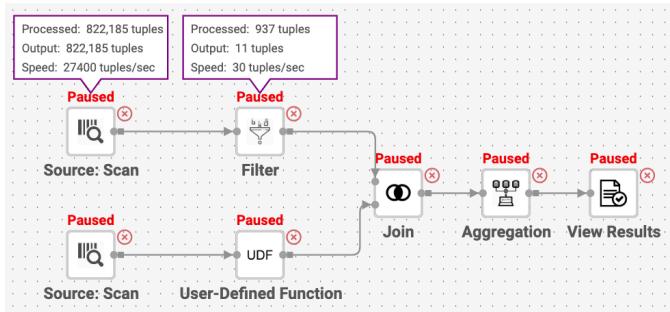 Processed: 822,185 tuples
Output: 822,185 tuples
Speed: 27400 tuples/sec
Processed: 937 tuples
Output: 11 tuples
Speed: 30 tuples/sec
Paused
Paused
Source: Scan
Filter
Paused
Paused
Paused
Join
Aggregation
View Results
Paused
Paused
UDF
Source: Scan
User-Defined Function